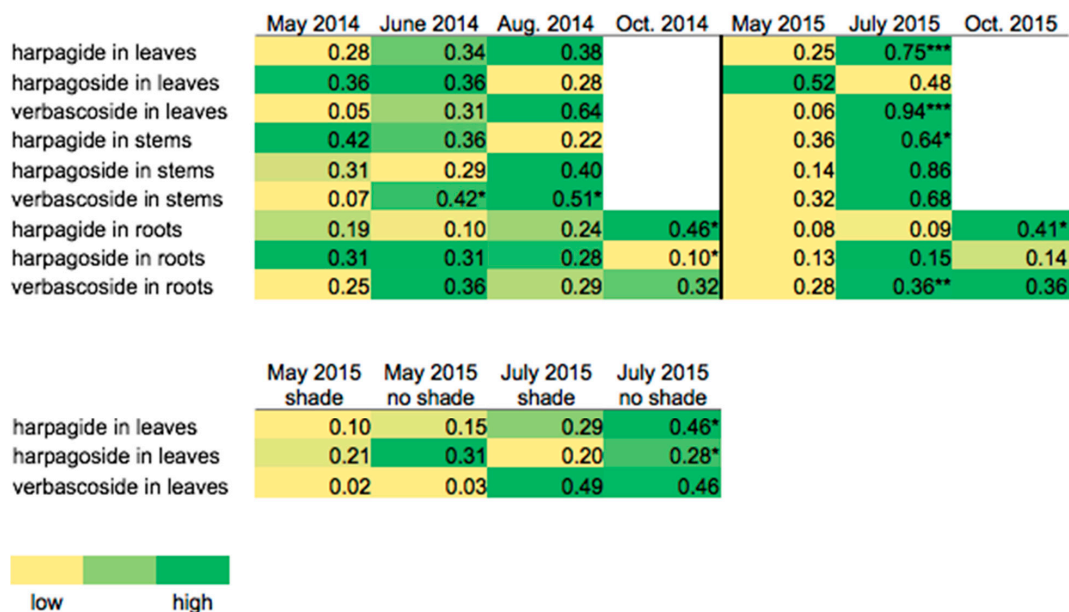 May 2014 June 2014 Aug. 2014 Oct. 2014 May 2015 July 2015 Oct. 2015
harpagide in leaves 0.28 0.34 0.38 0.25 0.75***
harpagoside in leaves 0.36 0.36 0.28 0.52 0.48
verbascoside in leaves 0.05 0.31 0.64 0.06 0.94***
harpagide in stems 0.42 0.36 0.22 0.36 0.64*
harpagoside in stems 0.31 0.29 0.40 0.14 0.86
verbascoside in stems 0.07 0.42* 0.51* 0.32 0.68
harpagide in roots 0.19 0.10 0.24 0.46* 0.08 0.09 0.41*
harpagoside in roots 0.31 0.31 0.28 0.10* 0.13 0.15 0.14
verbascoside in roots 0.25 0.36 0.29 0.32 0.28 0.36** 0.36
May 2015 May 2015 July 2015 July 2015
shade no shade shade no shade
harpagide in leaves 0.10 0.15 0.29 0.46*
harpagoside in leaves 0.21 0.31 0.20 0.28*
verbascoside in leaves 0.02 0.03 0.49 0.46
low high